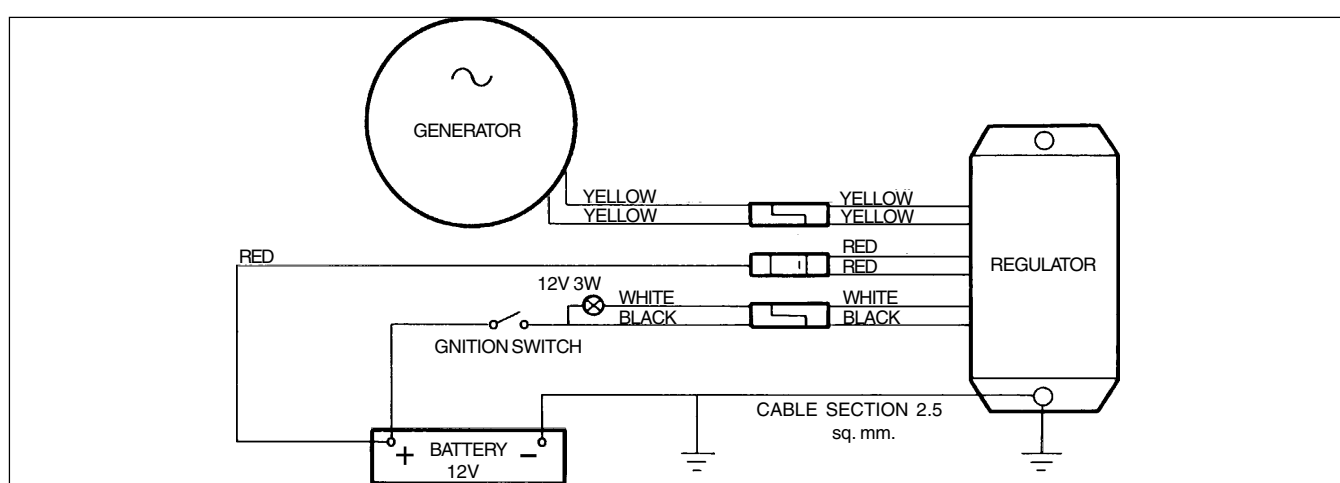 GENERATOR
YELLOW YELLOW
YELLOW YELLOW
RED RED
RED
REGULATOR
12V 3W
WHITE WHITE
BLACK BLACK
GNITION SWITCH
CABLE SECTION 2.5
sq. mm.
+ BATTERY –
12V